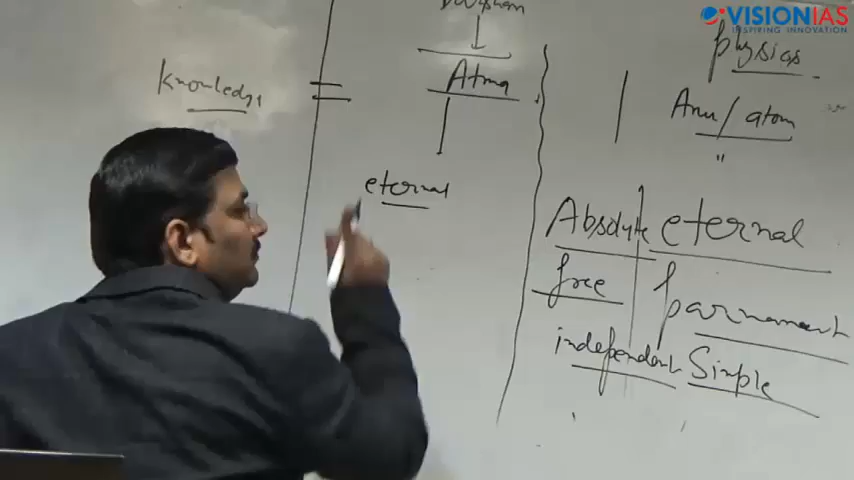 VISIONIAS
INSPIRING INNOVATION
knowledge
Atma
eternal
physics
Anu/atom
"
Absolute eternal
free parmanent
independent Simple